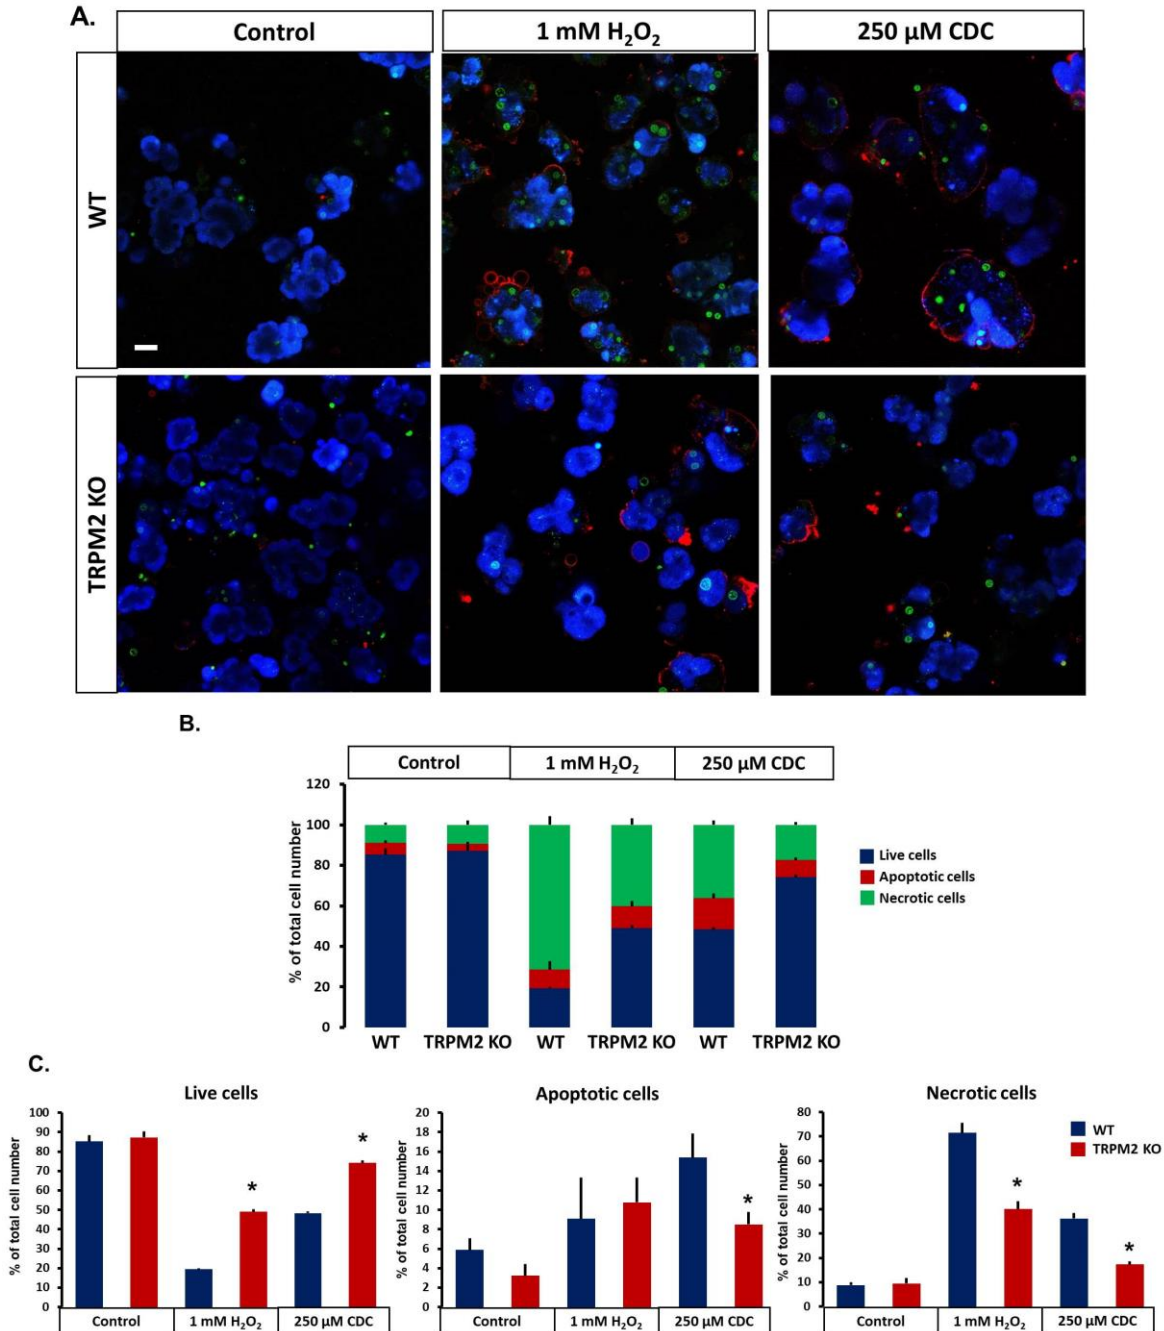 A.
Control
1 mM H₂O₂
250 µM CDC
WT
TRPM2 KO
B.
Control
1 mM H₂O₂
250 µM CDC
120
100
80
60
40
20
0
% of total cell number
WT
TRPM2 KO
WT
TRPM2 KO
WT
TRPM2 KO
Live cells
Apoptotic cells
Necrotic cells
C.
Live cells
100
90
80
70
60
50
40
30
20
10
0
% of total cell number
*
*
Control
1 mM H₂O₂
250 µM CDC
Apoptotic cells
20
18
16
14
12
10
8
6
4
2
0
% of total cell number
*
Control
1 mM H₂O₂
250 µM CDC
Necrotic cells
80
70
60
50
40
30
20
10
0
% of total cell number
*
*
WT
TRPM2 KO
Control
1 mM H₂O₂
250 µM CDC